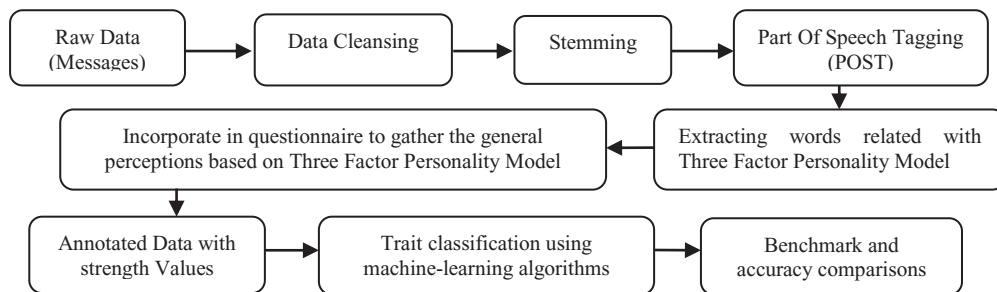 Raw Data
(Messages)
Data Cleansing
Stemming
Part Of Speech Tagging
(POST)
Extracting words related with
Three Factor Personality Model
Incorporate in questionnaire to gather the general
perceptions based on Three Factor Personality Model
Annotated Data with
strength Values
Trait classification using
machine-learning algorithms
Benchmark and
accuracy comparisons